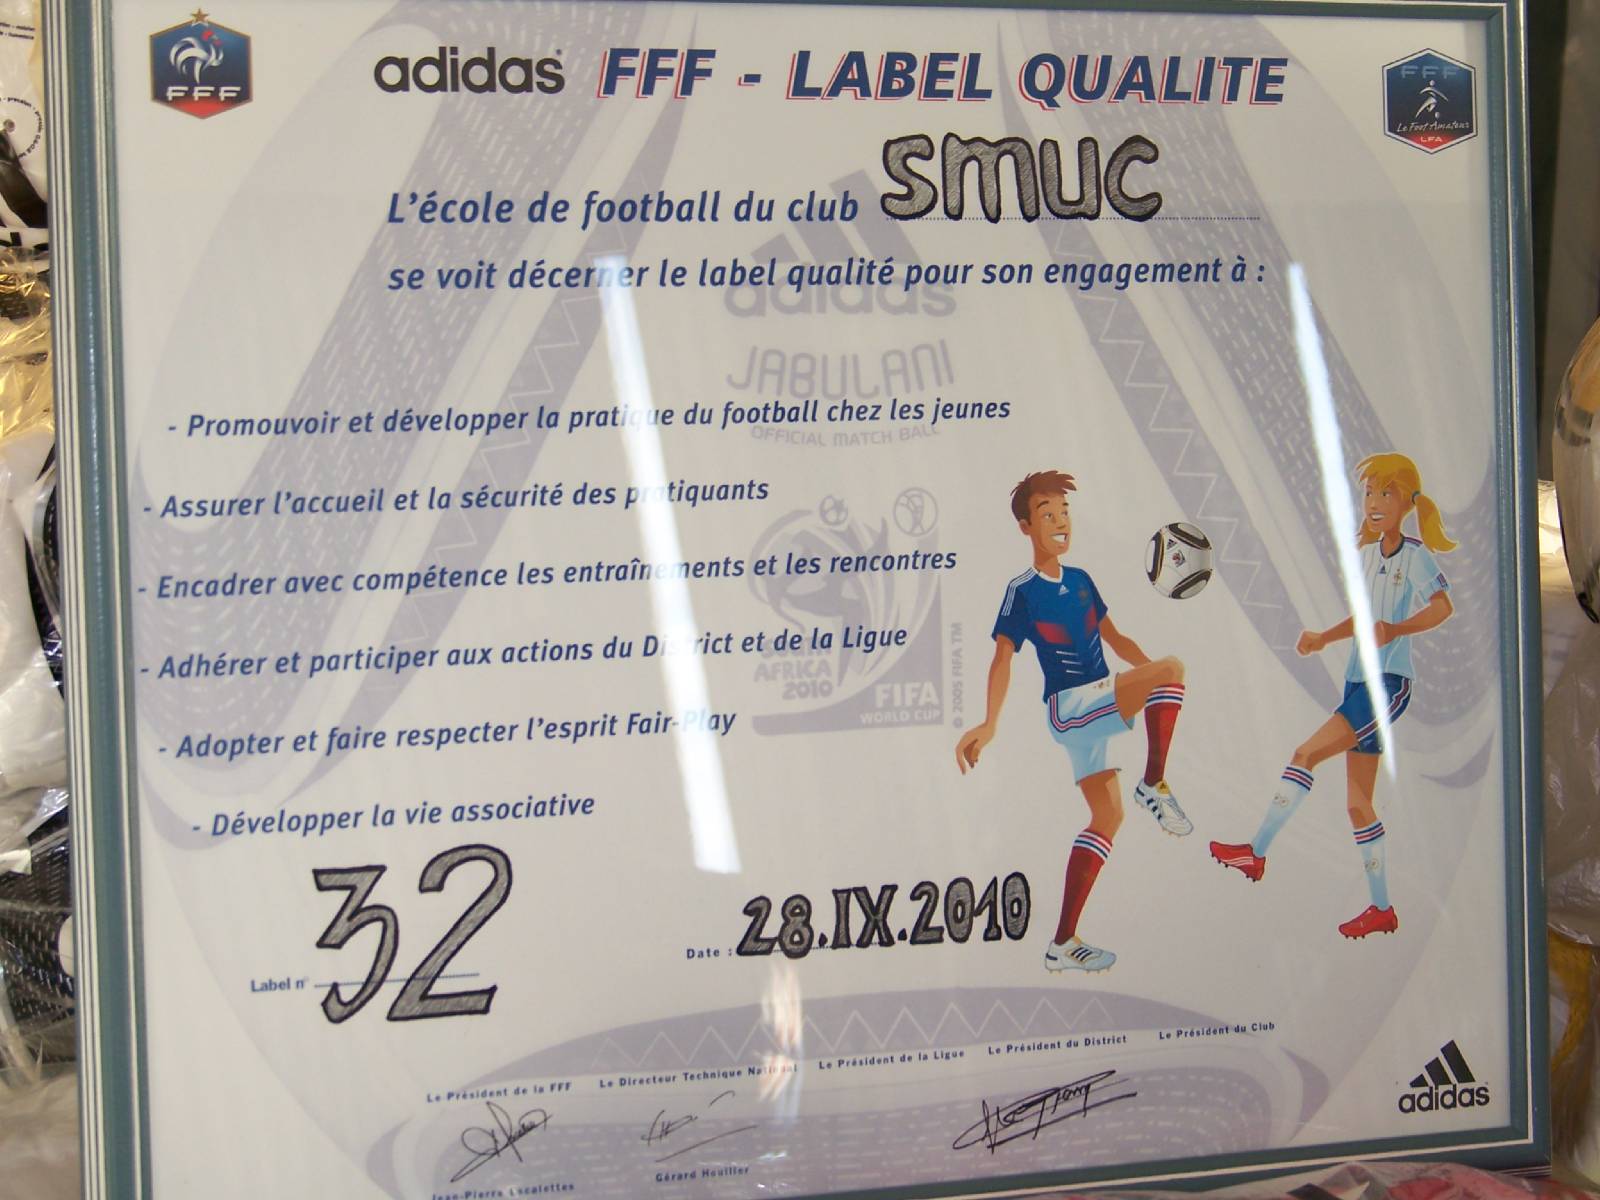 FFF
adidas FFF - LABEL QUALITE
FFF
Le Foot Amateur
LFA
L'école de football du club SMUC
se voit décerner le label qualité pour son engagement à :
adidas
JABULANI
OFFICIAL MATCH BALL
- Promouvoir et développer la pratique du football chez les jeunes
- Assurer l'accueil et la sécurité des pratiquants
- Encadrer avec compétence les entraînements et les rencontres
- Adhérer et participer aux actions du District et de la Ligue
SOUTH
AFRICA
2010
FIFA
WORLD CUP
© 2005 FIFA TM
- Adopter et faire respecter l'esprit Fair-Play
- Développer la vie associative
Label n° 32
Date : 28.IX.2010
Le Président de la FFF Le Directeur Technique National Le Président de la Ligue Le Président du District Le Président du Club
Jean-Pierre Escalettes Gérard Houllier
adidas